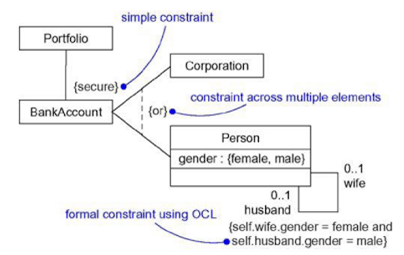 simple constraint
Portfolio
{secure}
Corporation
constraint across multiple elements
BankAccount
{or}
Person
gender : {female, male}
0..1
wife
0..1
husband
formal constraint using OCL
{self.wife.gender = female and
self.husband.gender = male}